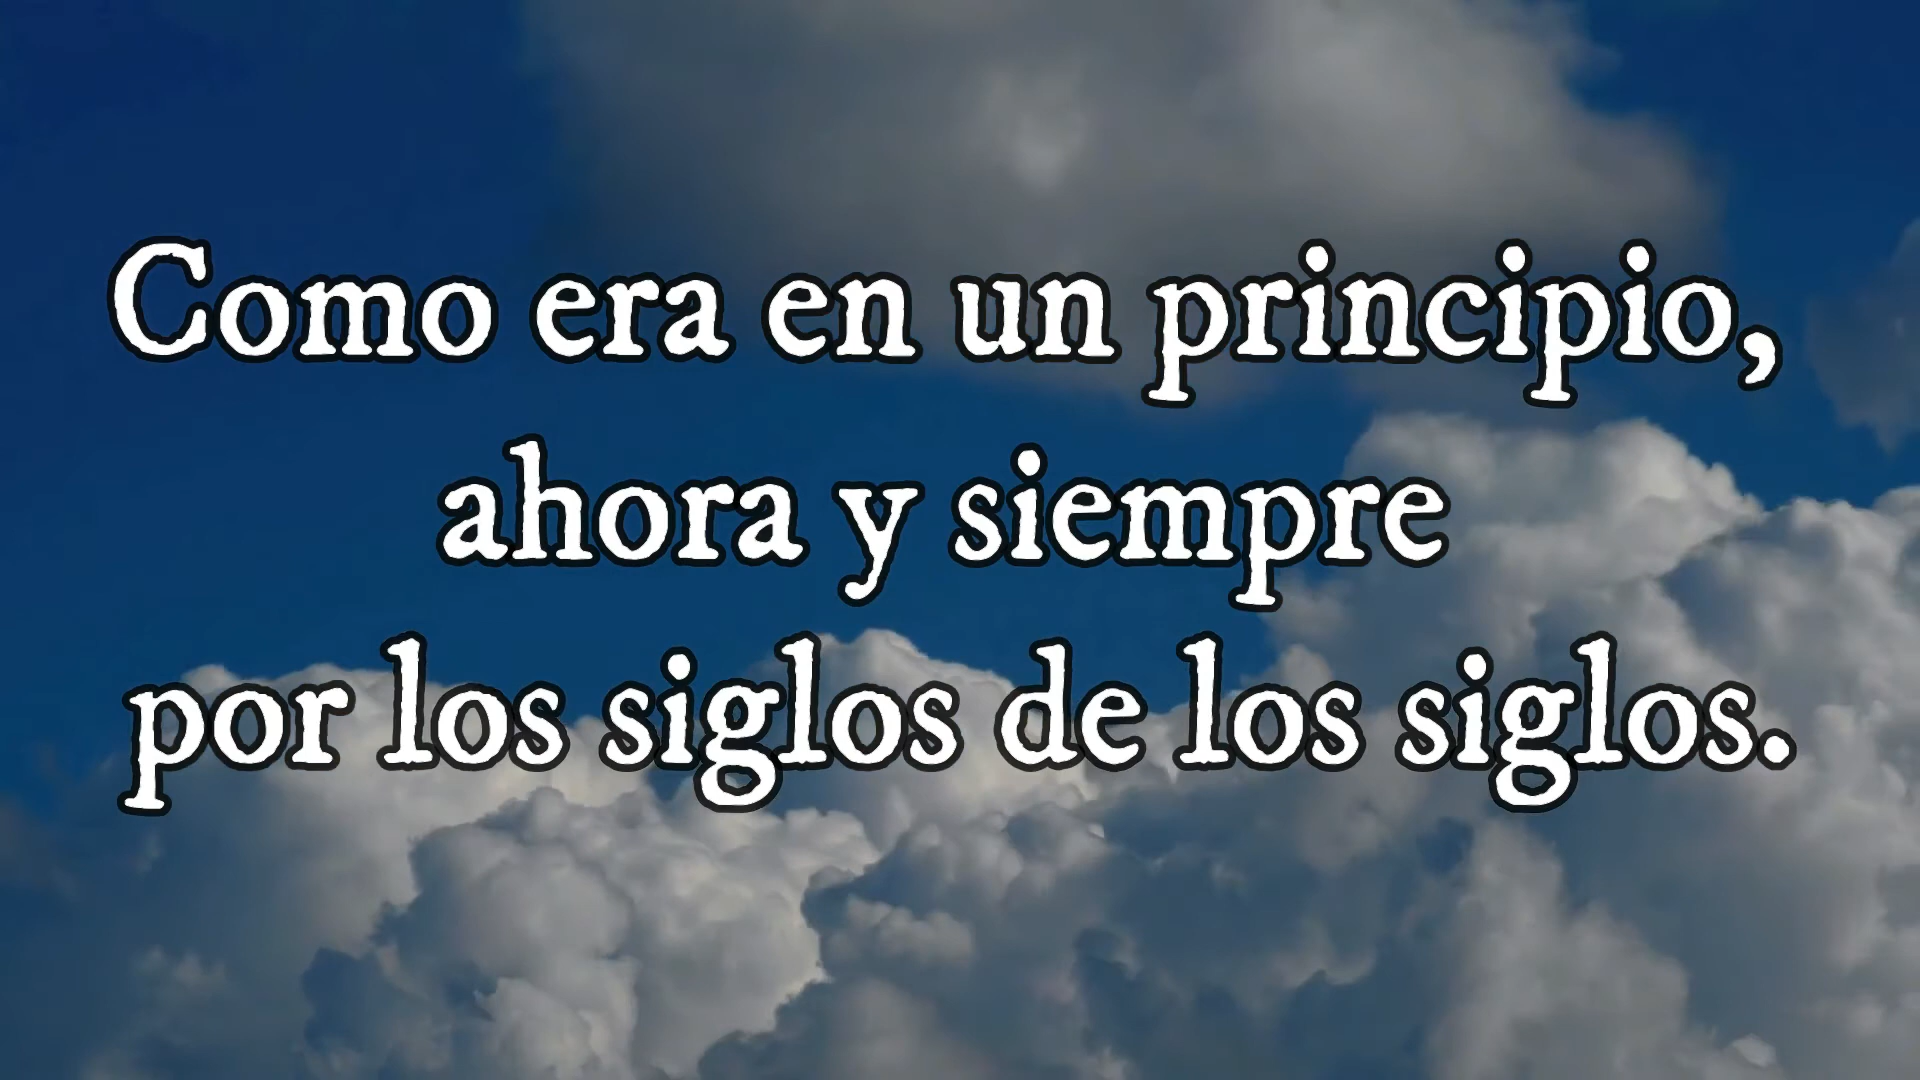 Como era en un principio,
ahora y siempre
por los siglos de los siglos.